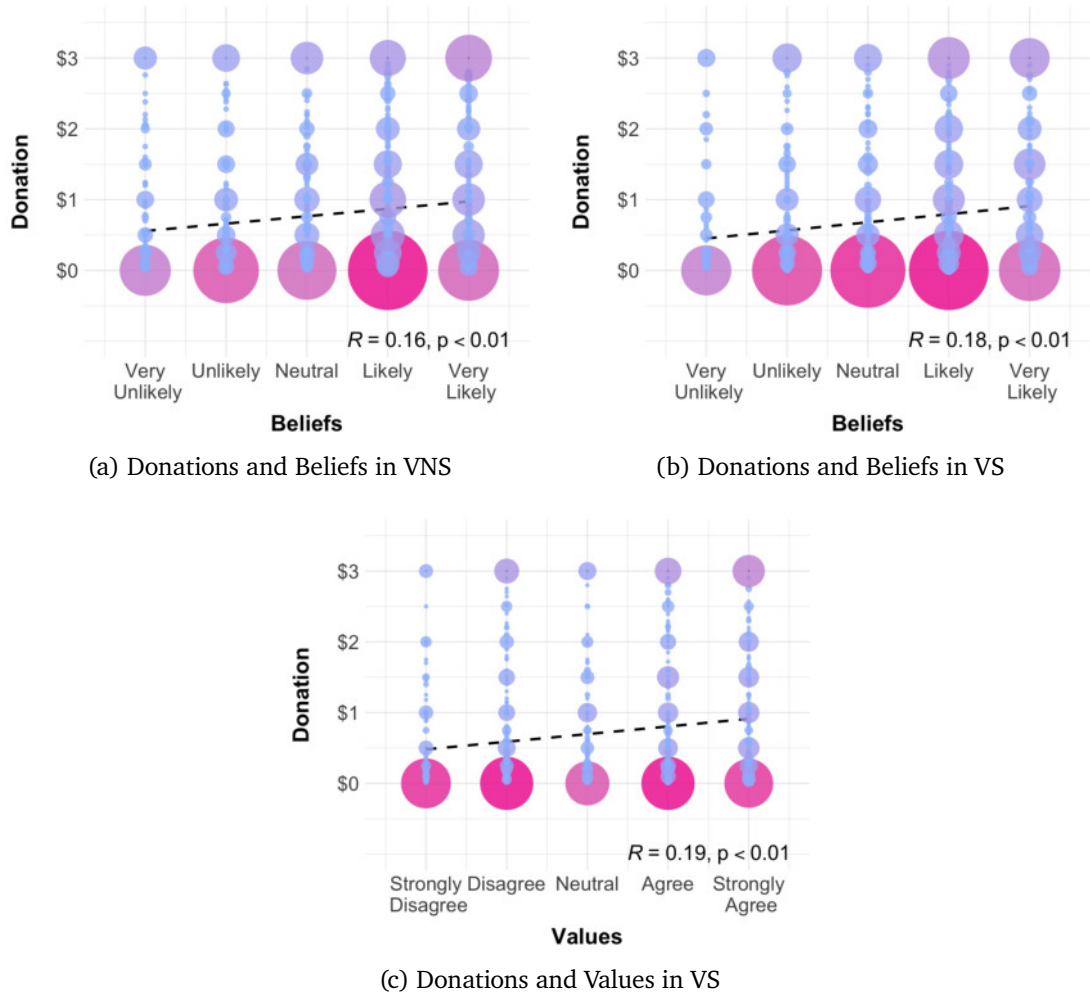 $3
$2
$1
$0
Donation
R = 0.16, p < 0.01
Very Unlikely
Unlikely
Neutral
Likely
Very Likely
Beliefs
(a) Donations and Beliefs in VNS
$3
$2
$1
$0
Donation
R = 0.18, p < 0.01
Very Unlikely
Unlikely
Neutral
Likely
Very Likely
Beliefs
(b) Donations and Beliefs in VS
$3
$2
$1
$0
Donation
R = 0.19, p < 0.01
Strongly Disagree
Disagree
Neutral
Agree
Strongly Agree
Values
(c) Donations and Values in VS